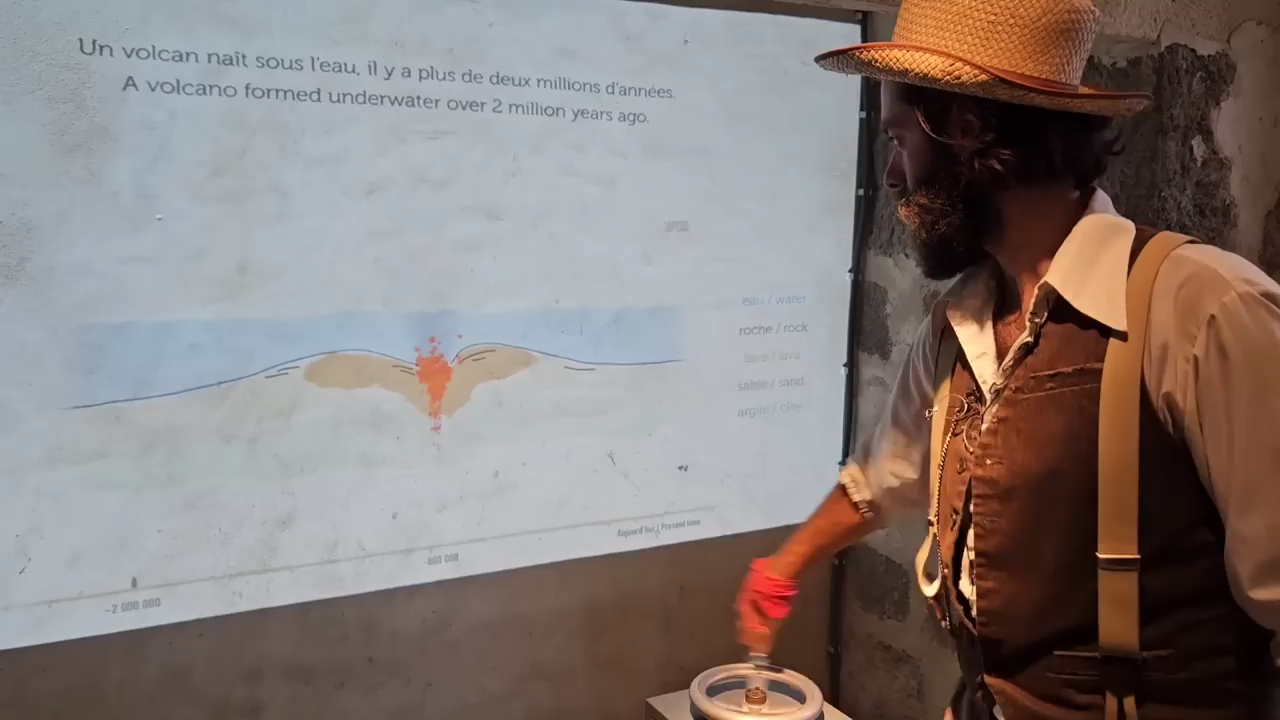 Un volcan naît sous l'eau, il y a plus de deux millions d'années.
A volcano formed underwater over 2 million years ago.
eau / water
roche / rock
lave / lava
sable / sand
argile / clay
Aujourd'hui / Present time
-800 000
-2 000 000